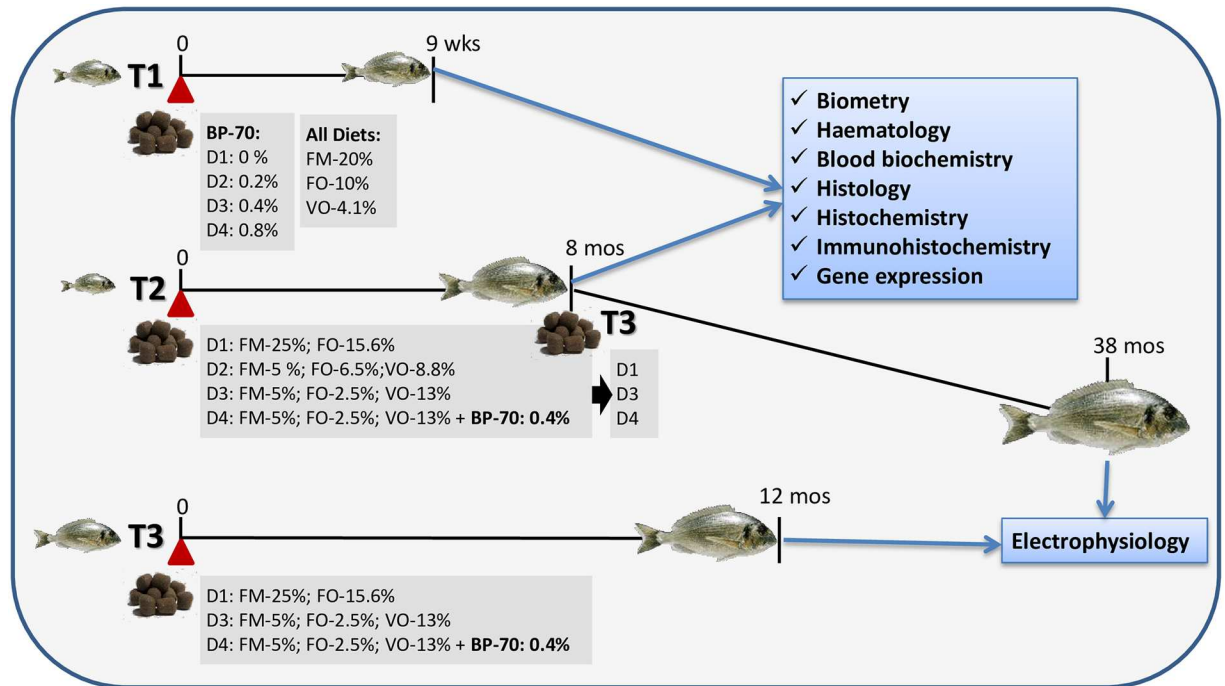 0
9 wks
T1
BP-70:
D1: 0 %
D2: 0.2%
D3: 0.4%
D4: 0.8%
All Diets:
FM-20%
FO-10%
VO-4.1%
✓ Biometry
✓ Haematology
✓ Blood biochemistry
✓ Histology
✓ Histochemistry
✓ Immunohistochemistry
✓ Gene expression
0
8 mos
T2
T3
D1: FM-25%; FO-15.6%
D2: FM-5 %; FO-6.5%;VO-8.8%
D3: FM-5%; FO-2.5%; VO-13%
D4: FM-5%; FO-2.5%; VO-13% + BP-70: 0.4%
D1
D3
D4
38 mos
0
12 mos
T3
Electrophysiology
D1: FM-25%; FO-15.6%
D3: FM-5%; FO-2.5%; VO-13%
D4: FM-5%; FO-2.5%; VO-13% + BP-70: 0.4%